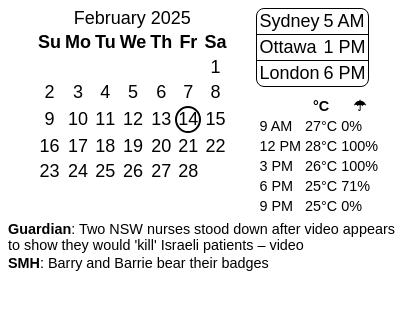 February 2025
Su Mo Tu We Th Fr Sa
1
2 3 4 5 6 7 8
9 10 11 12 13 14 15
16 17 18 19 20 21 22
23 24 25 26 27 28
Sydney 5 AM
Ottawa 1 PM
London 6 PM
°C ☂
9 AM 27°C 0%
12 PM 28°C 100%
3 PM 26°C 100%
6 PM 25°C 71%
9 PM 25°C 0%
Guardian: Two NSW nurses stood down after video appears
to show they would 'kill' Israeli patients – video
SMH: Barry and Barrie bear their badges